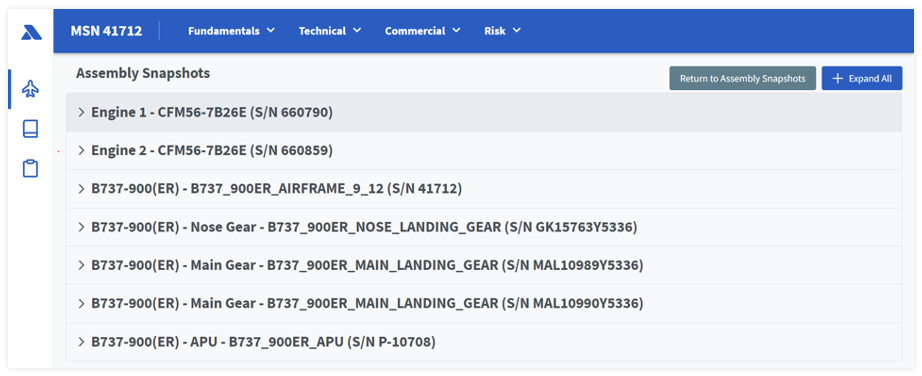 MSN 41712 Fundamentals Technical Commercial Risk
Assembly Snapshots
Return to Assembly Snapshots + Expand All
Engine 1 - CFM56-7B26E (S/N 660790)
Engine 2 - CFM56-7B26E (S/N 660859)
B737-900(ER) - B737_900ER_AIRFRAME_9_12 (S/N 41712)
B737-900(ER) - Nose Gear - B737_900ER_NOSE_LANDING_GEAR (S/N GK15763Y5336)
B737-900(ER) - Main Gear - B737_900ER_MAIN_LANDING_GEAR (S/N MAL10989Y5336)
B737-900(ER) - Main Gear - B737_900ER_MAIN_LANDING_GEAR (S/N MAL10990Y5336)
B737-900(ER) - APU - B737_900ER_APU (S/N P-10708)